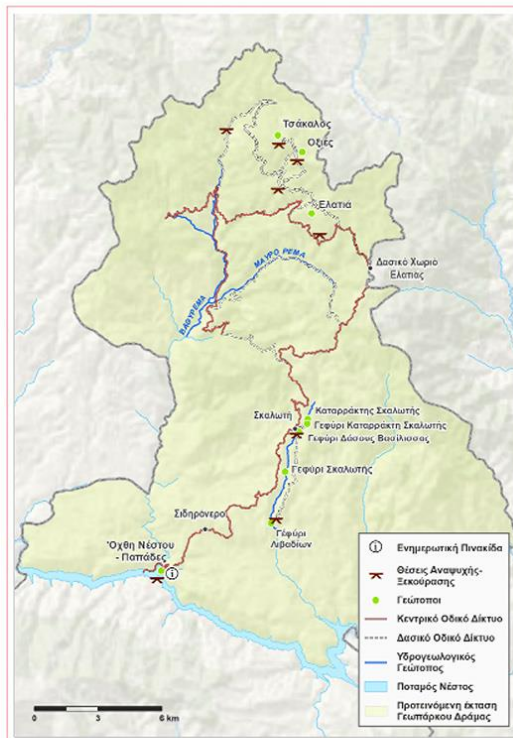 Τσάκαλος
Οξιές
Ελατιά
ΜΑΥΡΟ ΡΕΜΑ
Δασικό Χωριό
Ελατιάς
ΒΑΘΥΡΕΜΑ
Καταρράκτης Σκαλωτής
Σκαλωτή
Γεφύρι Καταρράκτη Σκαλωτής
Γεφύρι Δάσους Βασίλισσας
Γεφύρι Σκαλωτής
Σιδηρόνερο
Γεφύρι
Λιβαδίων
Όχθη Νέστου
- Παπάδες
Ενημερωτική Πινακίδα
Θέσεις Αναψυχής-
Ξεκούρασης
Γεώτοποι
Κεντρικό Οδικό Δίκτυο
Δασικό Οδικό Δίκτυο
Υδρογεωλογικός
Γεώτοπος
Ποταμός Νέστος
Προτεινόμενη έκταση
Γεωπάρκου Δράμας
0 3 6 km